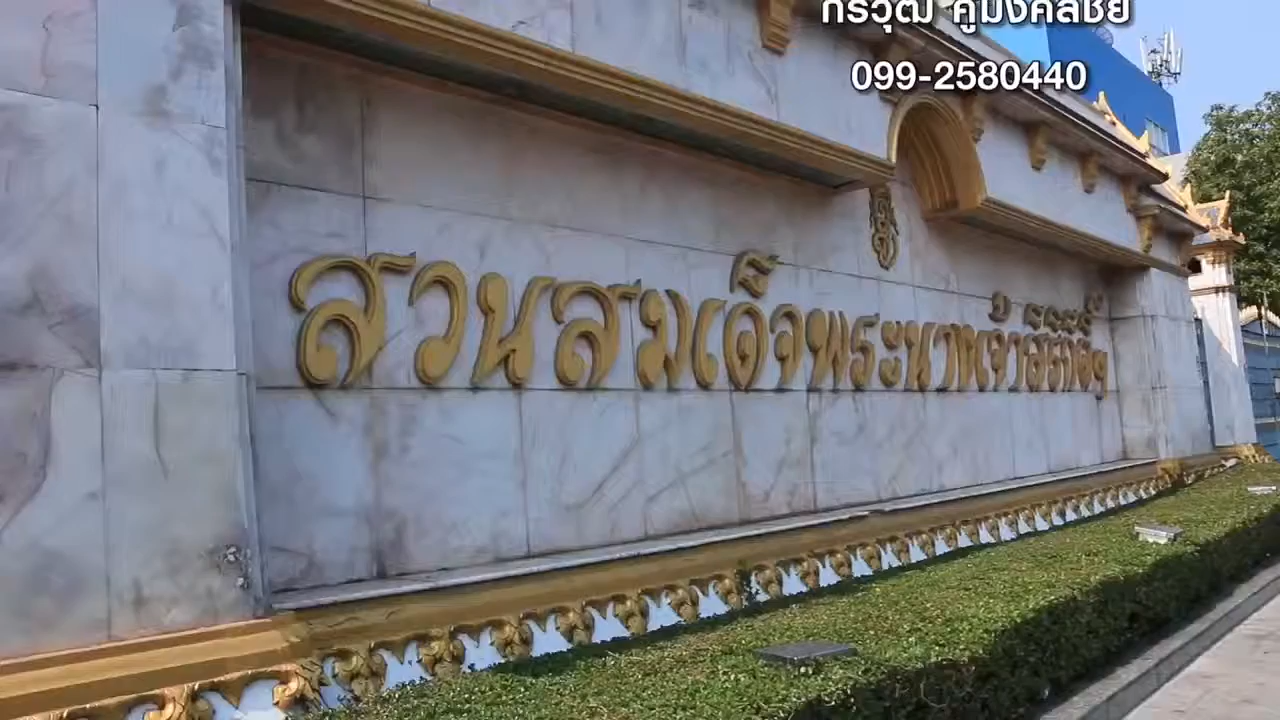 กรวุฒิ คูมงคลชัย
099-2580440
สวนสมเด็จพระนางเจ้าสิริกิติ์ฯ